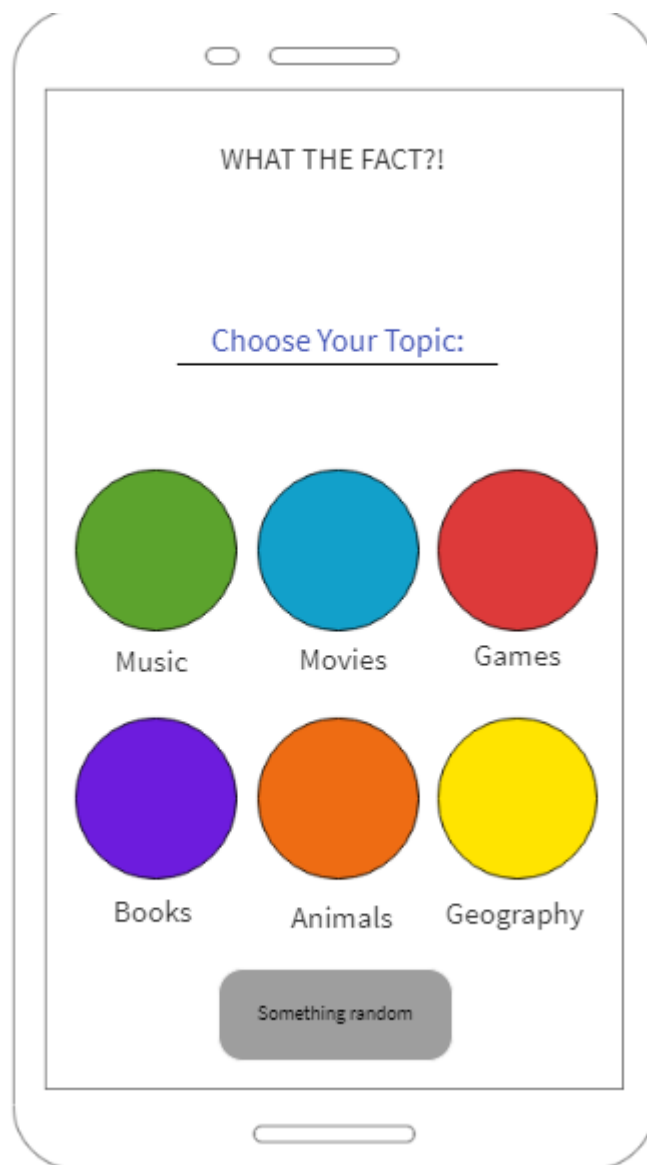 WHAT THE FACT?!
Choose Your Topic:
Music Movies Games
Books Animals Geography
Something random